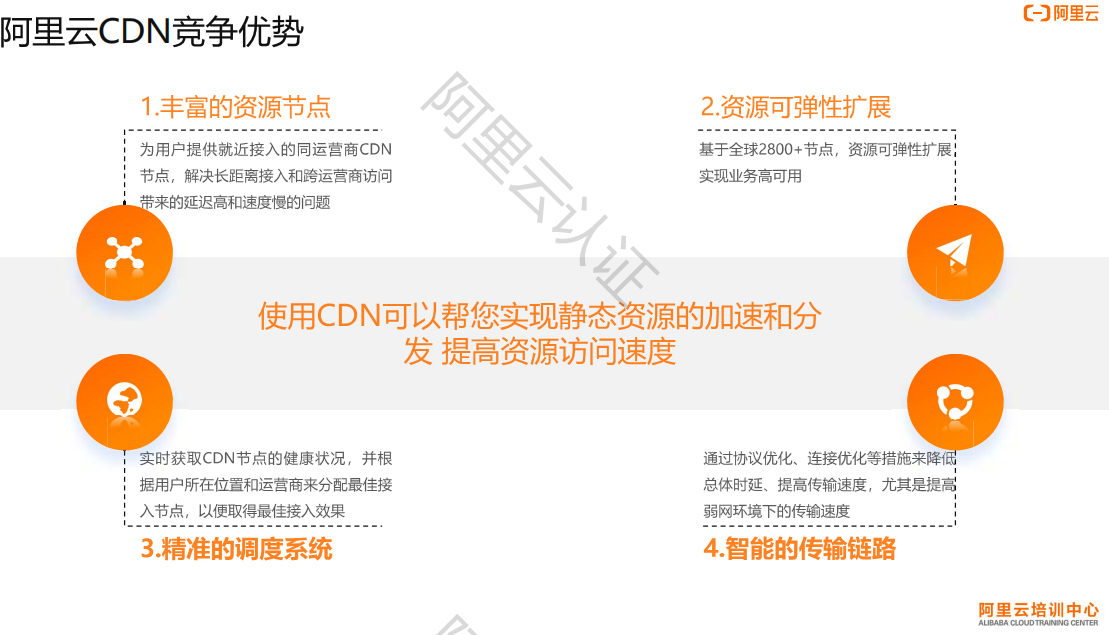 阿里云CDN竞争优势
阿里云
1.丰富的资源节点
为用户提供就近接入的同运营商CDN
节点，解决长距离接入和跨运营商访问
带来的延迟高和速度慢的问题
2.资源可弹性扩展
基于全球2800+节点，资源可弹性扩展
实现业务高可用
阿里云认证
使用CDN可以帮您实现静态资源的加速和分
发 提高资源访问速度
实时获取CDN节点的健康状况，并根
据用户所在位置和运营商来分配最佳接
入节点，以便取得最佳接入效果
3.精准的调度系统
通过协议优化、连接优化等措施来降低
总体时延、提高传输速度，尤其是提高
弱网环境下的传输速度
4.智能的传输链路
阿里云培训中心
ALIBABA CLOUD TRAINING CENTER